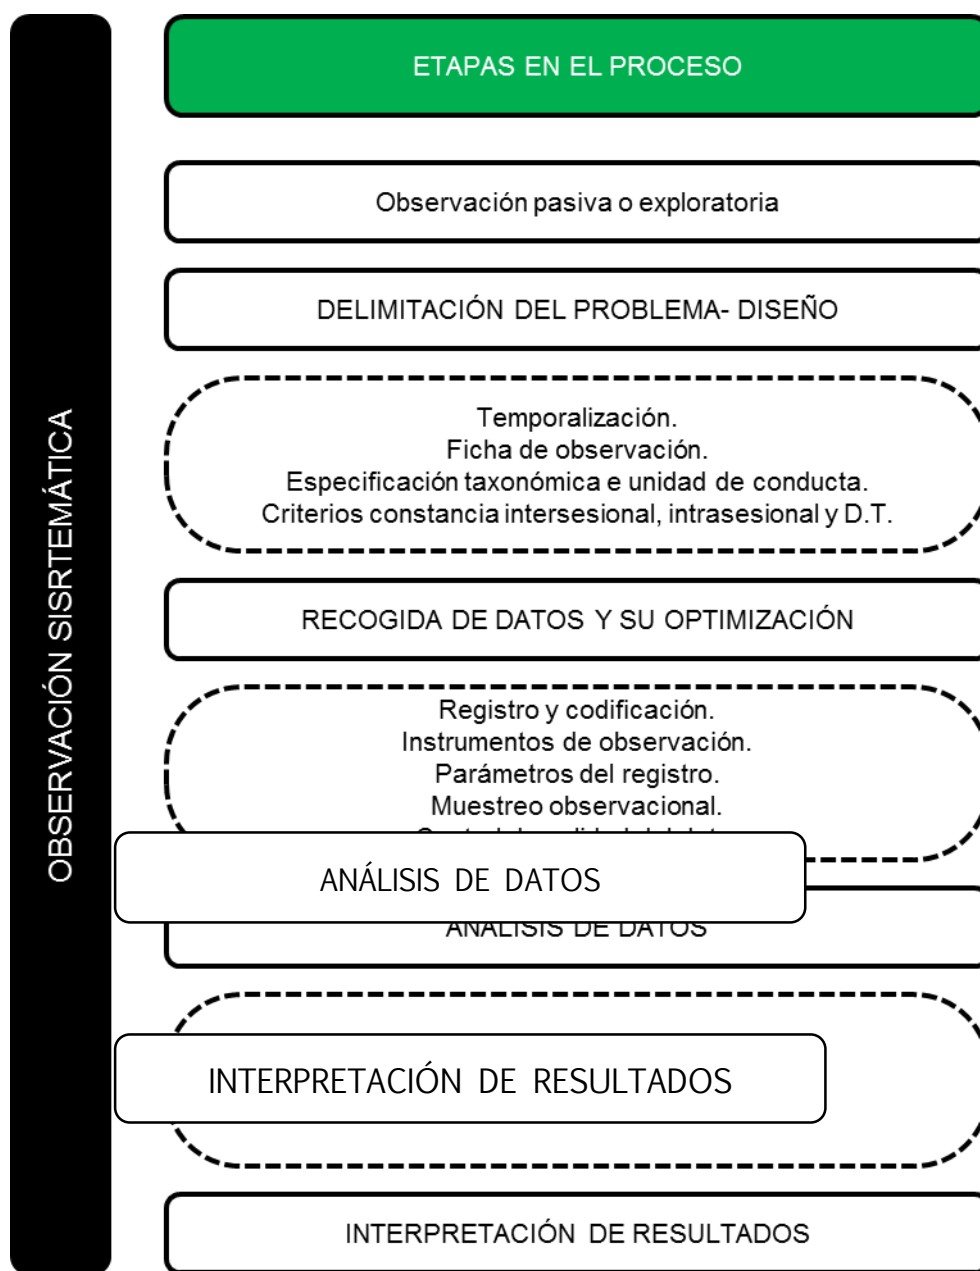 OBSERVACIÓN SISRTEMÁTICA
ETAPAS EN EL PROCESO
Observación pasiva o exploratoria
DELIMITACIÓN DEL PROBLEMA- DISEÑO
Temporalización.
Ficha de observación.
Especificación taxonómica e unidad de conducta.
Criterios constancia intersesional, intrasesional y D.T.
RECOGIDA DE DATOS Y SU OPTIMIZACIÓN
Registro y codificación.
Instrumentos de observación.
Parámetros del registro.
Muestreo observacional.
ANÁLISIS DE DATOS
ANÁLISIS DE DATOS
INTERPRETACIÓN DE RESULTADOS
INTERPRETACIÓN DE RESULTADOS